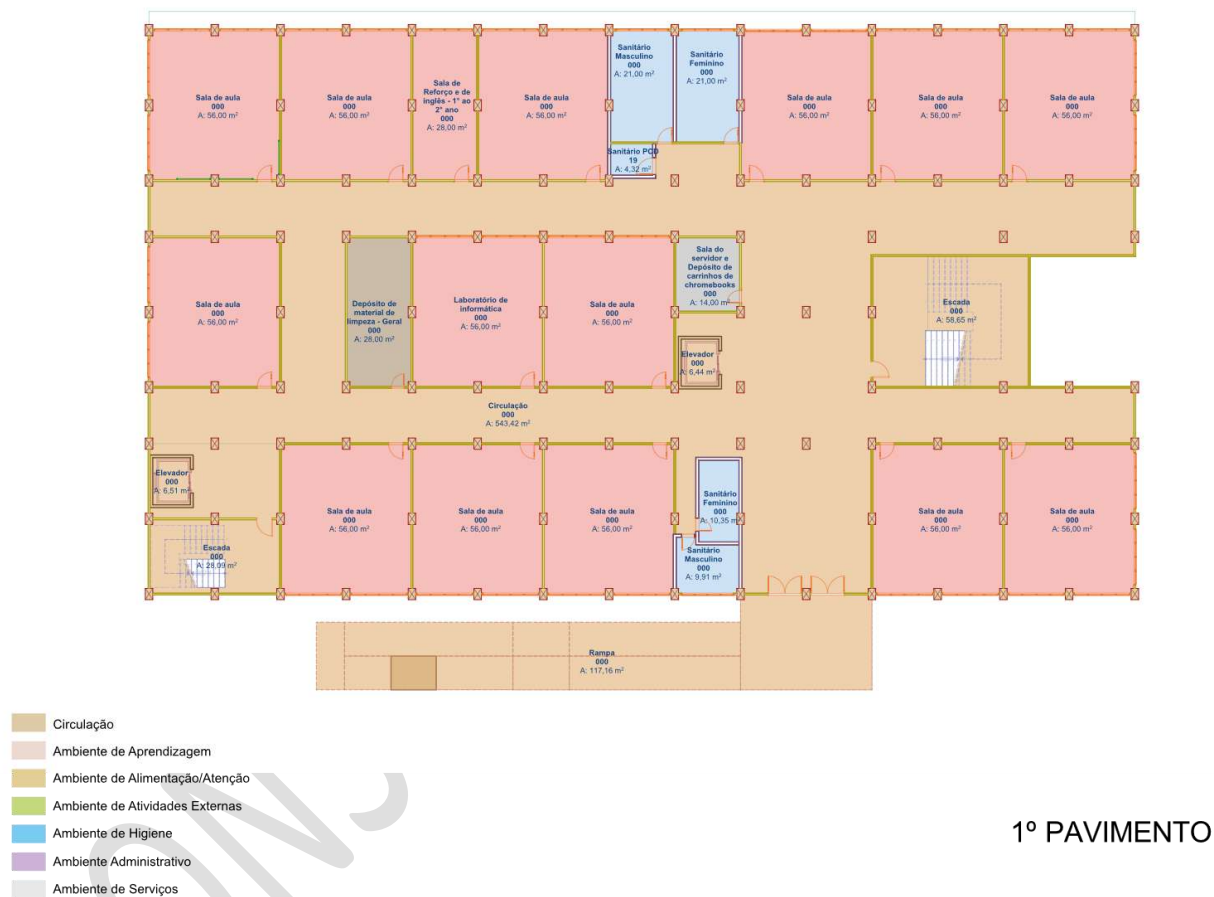 Sala de aula
000
A: 56,00 m²
Sala de aula
000
A: 56,00 m²
Sala de
Reforço e de
inglês - 1° ao
2° ano
000
A: 28,00 m²
Sala de aula
000
A: 56,00 m²
Sanitário
Masculino
000
A: 21,00 m²
Sanitário
Feminino
000
A: 21,00 m²
Sanitário PCD
19
A: 4,32 m²
Sala de aula
000
A: 56,00 m²
Sala de aula
000
A: 56,00 m²
Sala de aula
000
A: 56,00 m²
Sala de aula
000
A: 56,00 m²
Depósito de
material de
limpeza - Geral
000
A: 28,00 m²
Laboratório de
informática
000
A: 56,00 m²
Sala de aula
000
A: 56,00 m²
Sala do
servidor e
Depósito de
carrinhos de
chromebooks
000
A: 14,00 m²
Elevador
000
A: 6,44 m²
Escada
000
A: 58,65 m²
Circulação
000
A: 543,42 m²
Elevador
000
A: 6,51 m²
Escada
000
A: 28,09 m²
Sala de aula
000
A: 56,00 m²
Sala de aula
000
A: 56,00 m²
Sala de aula
000
A: 56,00 m²
Sanitário
Feminino
000
A: 10,35 m²
Sanitário
Masculino
000
A: 9,91 m²
Sala de aula
000
A: 56,00 m²
Sala de aula
000
A: 56,00 m²
Rampa
000
A: 117,16 m²
Circulação
Ambiente de Aprendizagem
Ambiente de Alimentação/Atenção
Ambiente de Atividades Externas
Ambiente de Higiene
Ambiente Administrativo
Ambiente de Serviços
1º PAVIMENTO